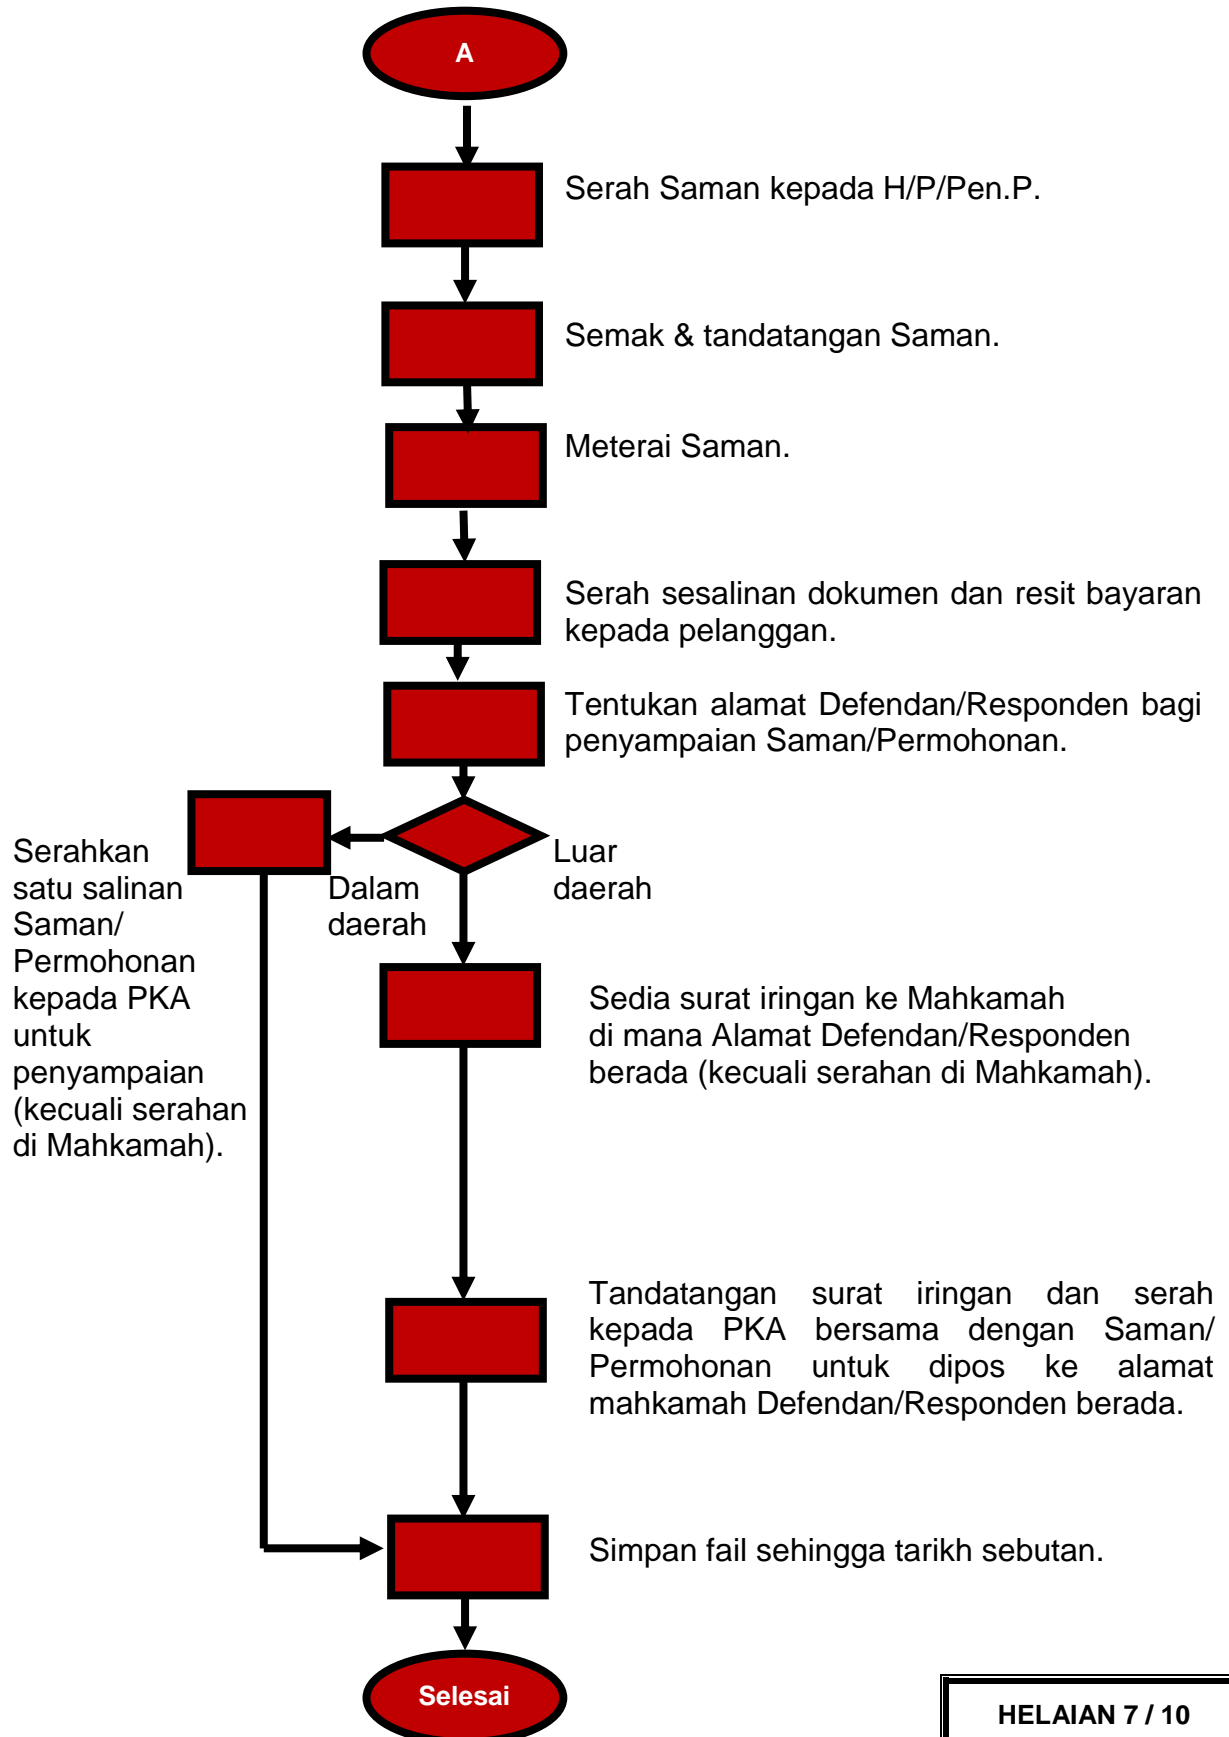 A
Serah Saman kepada H/P/Pen.P.
Semak & tandatangan Saman.
Meterai Saman.
Serah sesalinan dokumen dan resit bayaran
kepada pelanggan.
Tentukan alamat Defendan/Responden bagi
penyampaian Saman/Permohonan.
Serahkan
satu salinan
Saman/
Permohonan
kepada PKA
untuk
penyampaian
(kecuali serahan
di Mahkamah).
Dalam
daerah
Luar
daerah
Sedia surat iringan ke Mahkamah
di mana Alamat Defendan/Responden
berada (kecuali serahan di Mahkamah).
Tandatangan surat iringan dan serah
kepada PKA bersama dengan Saman/
Permohonan untuk dipos ke alamat
mahkamah Defendan/Responden berada.
Simpan fail sehingga tarikh sebutan.
Selesai
HELAIAN 7 / 10